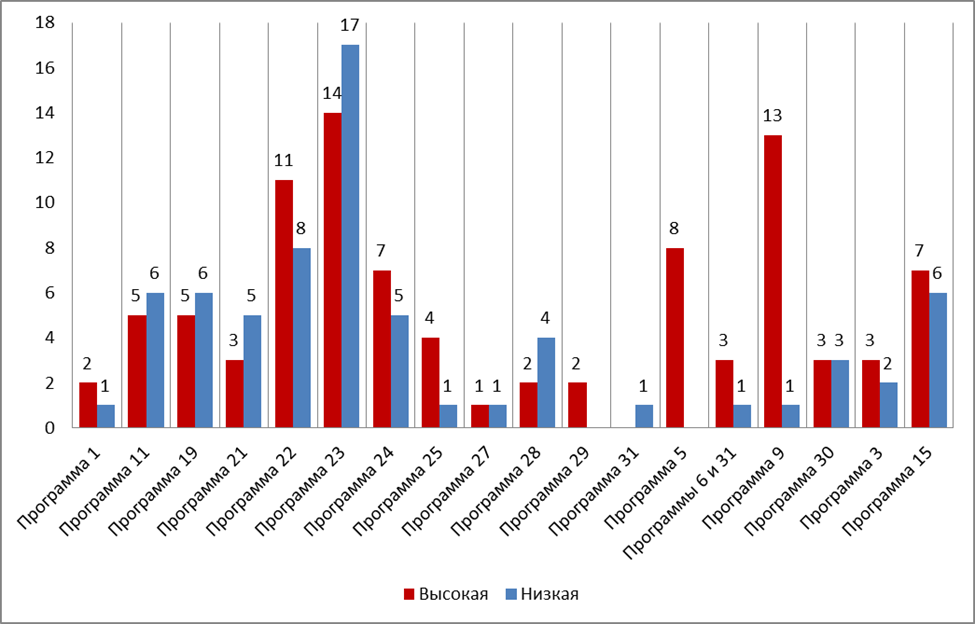 18
16
14
12
10
8
6
4
2
0
2
1
5
6
5
6
3
5
11
8
14
17
7
5
4
1
1
1
2
4
2
1
8
3
1
13
1
3
3
3
2
7
6
Программа 1
Программа 11
Программа 19
Программа 21
Программа 22
Программа 23
Программа 24
Программа 25
Программа 27
Программа 28
Программа 29
Программа 31
Программа 5
Программы 6 и 31
Программа 9
Программа 30
Программа 3
Программа 15
Высокая
Низкая